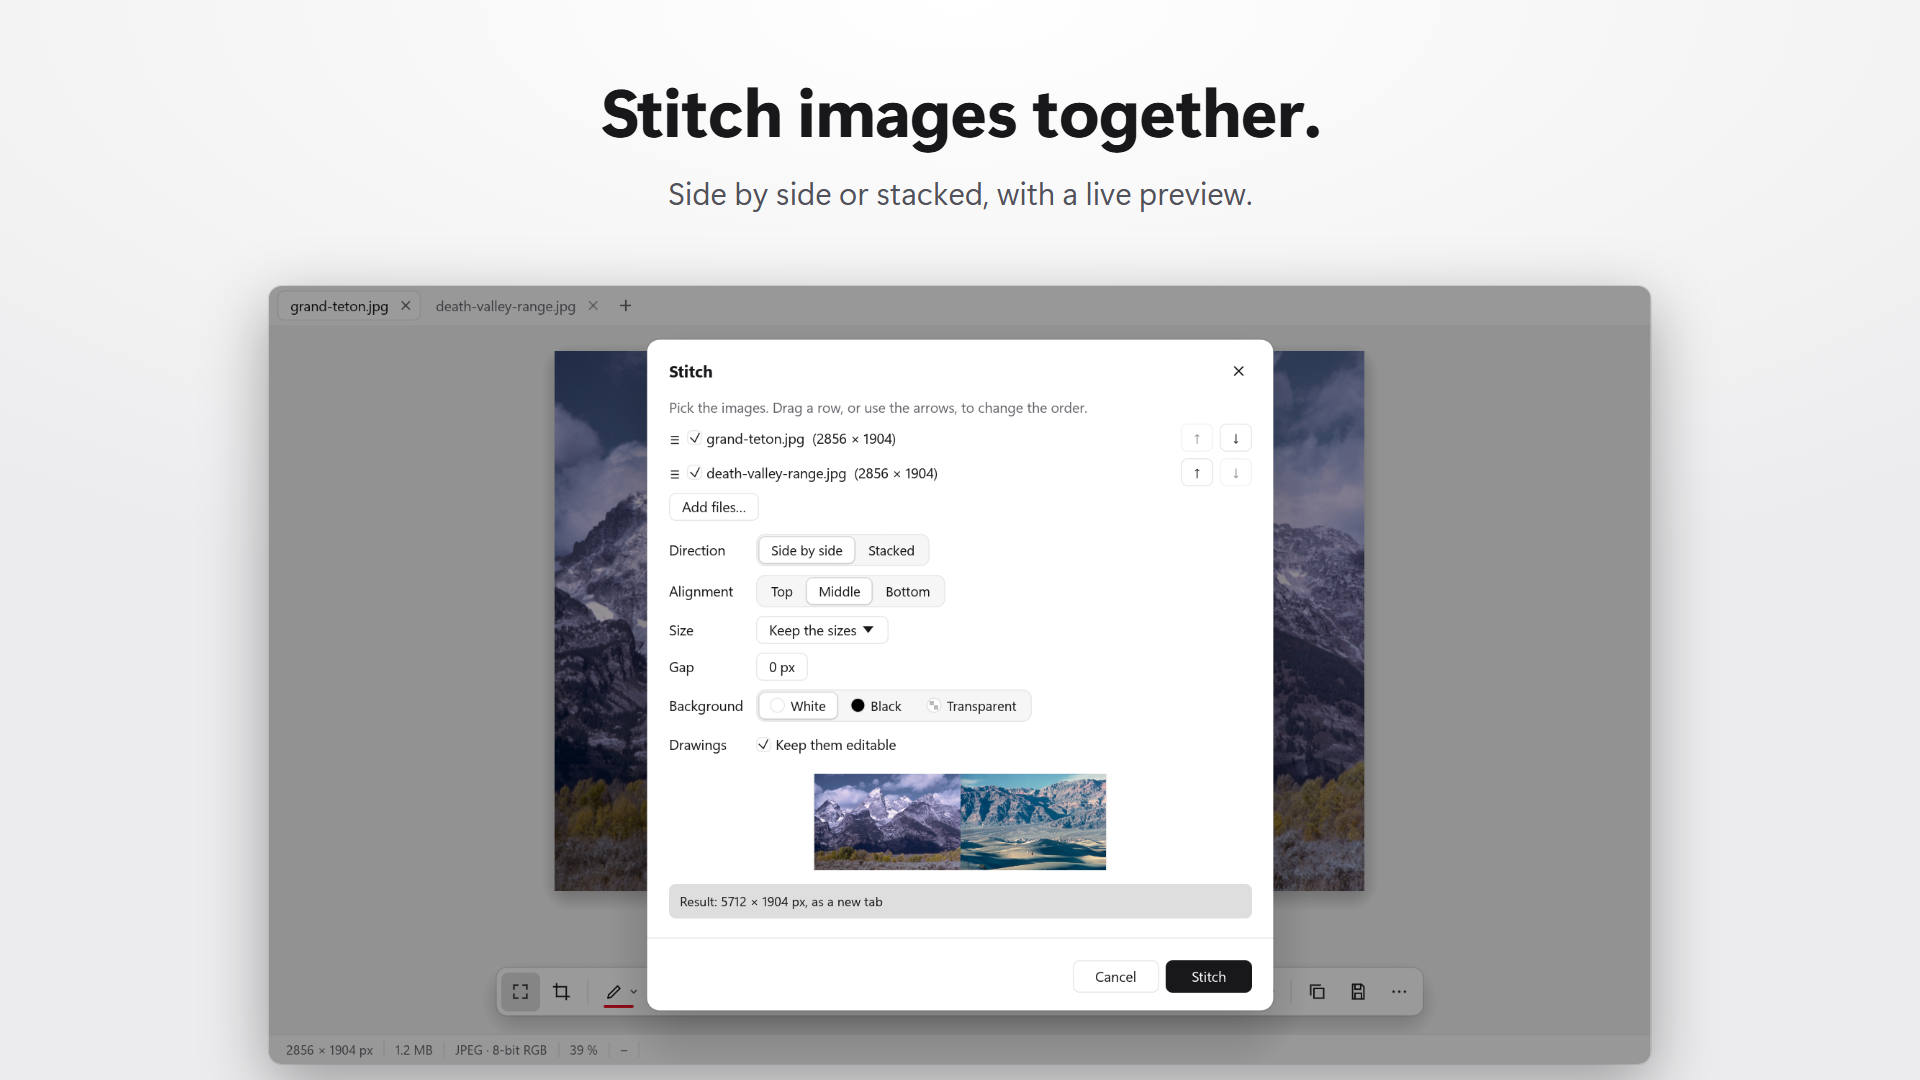 Stitch images together.
Side by side or stacked, with a live preview.
grand-teton.jpg
death-valley-range.jpg
Stitch
Pick the images. Drag a row, or use the arrows, to change the order.
grand-teton.jpg (2856 × 1904)
death-valley-range.jpg (2856 × 1904)
Add files...
Direction Side by side Stacked
Alignment Top Middle Bottom
Size Keep the sizes
Gap 0 px
Background White Black Transparent
Drawings Keep them editable
Result: 5712 × 1904 px, as a new tab
Cancel Stitch
2856 × 1904 px 1.2 MB JPEG · 8-bit RGB 39 % –